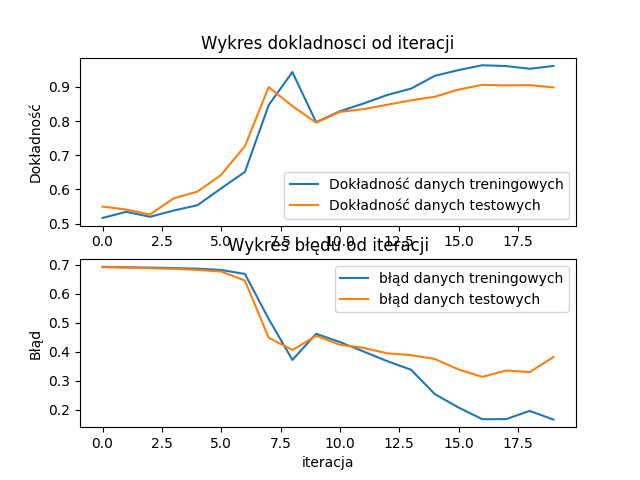 Wykres dokladnosci od iteracji
Dokładność
0.9
0.8
0.7
0.6
0.5
Dokładność danych treningowych
Dokładność danych testowych
0.0 2.5 5.0 7.5 10.0 12.5 15.0 17.5
Wykres błędu od iteracji
Błąd
0.7
0.6
0.5
0.4
0.3
0.2
błąd danych treningowych
błąd danych testowych
0.0 2.5 5.0 7.5 10.0 12.5 15.0 17.5
iteracja